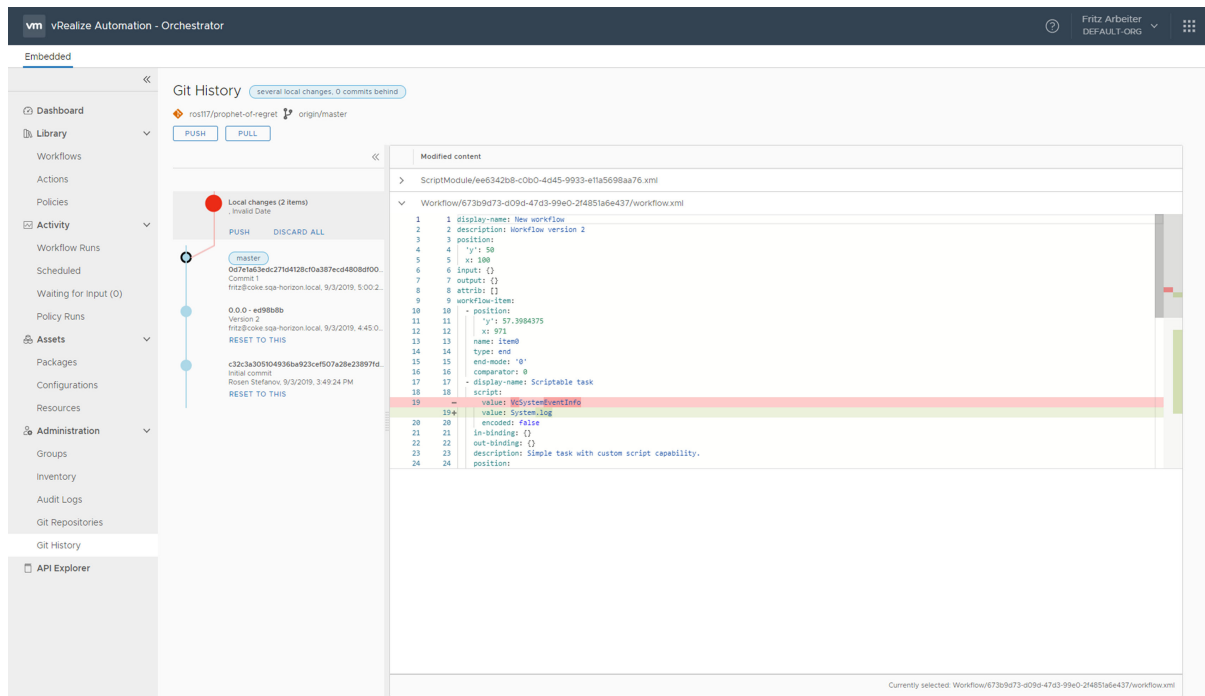 vm vRealize Automation - Orchestrator
Fritz Arbeiter
DEFAULT-ORG
Embedded
Dashboard
Library
Workflows
Actions
Policies
Activity
Workflow Runs
Scheduled
Waiting for Input (0)
Policy Runs
Assets
Packages
Configurations
Resources
Administration
Groups
Inventory
Audit Logs
Git Repositories
Git History
API Explorer
Git History several local changes, 0 commits behind
ros117/prophet-of-regret origin/master
PUSH PULL
Local changes (2 items)
, Invalid Date
PUSH DISCARD ALL
master
0d7e1a63edc271d4128cf0a387ecd4808df00...
Commit 1
fritz@coke.sqa-horizon.local, 9/3/2019, 5:00:2...
0.0.0 - ed98b8b
Version 2
fritz@coke.sqa-horizon.local, 9/3/2019, 4:45:0...
RESET TO THIS
c32c3a305104936ba923cef507a28e23897fd...
Initial commit
Rosen Stefanov, 9/3/2019, 3:49:24 PM
RESET TO THIS
Modified content
ScriptModule/ee6342b8-c0b0-4d45-9933-e11a5698aa76.xml
Workflow/673b9d73-d09d-47d3-99e0-2f4851a6e437/workflow.xml
1 1 display-name: New workflow
2 2 description: Workflow version 2
3 3 position:
4 4 'y': 50
5 5 x: 100
6 6 input: {}
7 7 output: {}
8 8 attrib: []
9 9 workflow-item:
10 10 - position:
11 11 'y': 57.3984375
12 12 x: 971
13 13 name: item0
14 14 type: end
15 15 end-mode: '0'
16 16 comparator: 0
17 17 - display-name: Scriptable task
18 18 script:
19 - value: VcSystemEventInfo
19+ value: System.log
20 20 encoded: false
21 21 in-binding: {}
22 22 out-binding: {}
23 23 description: Simple task with custom script capability.
24 24 position:
Currently selected: Workflow/673b9d73-d09d-47d3-99e0-2f4851a6e437/workflow.xml